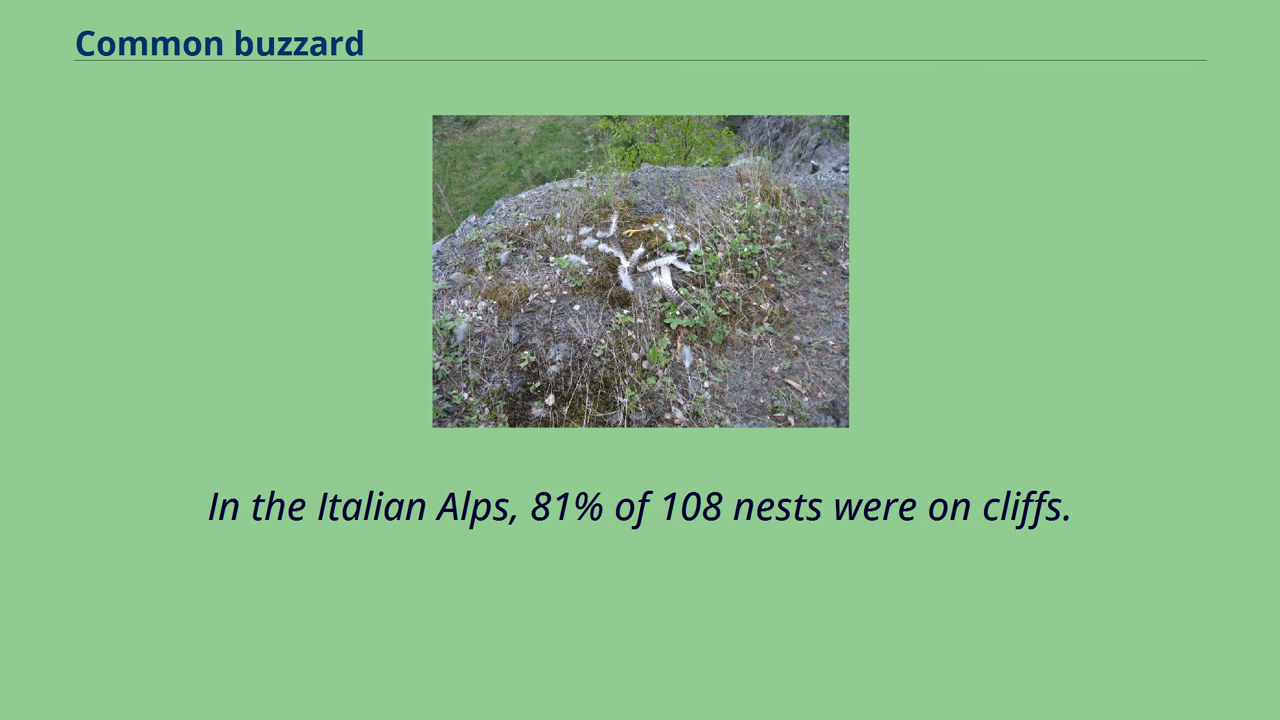 Common buzzard
In the Italian Alps, 81% of 108 nests were on cliffs.